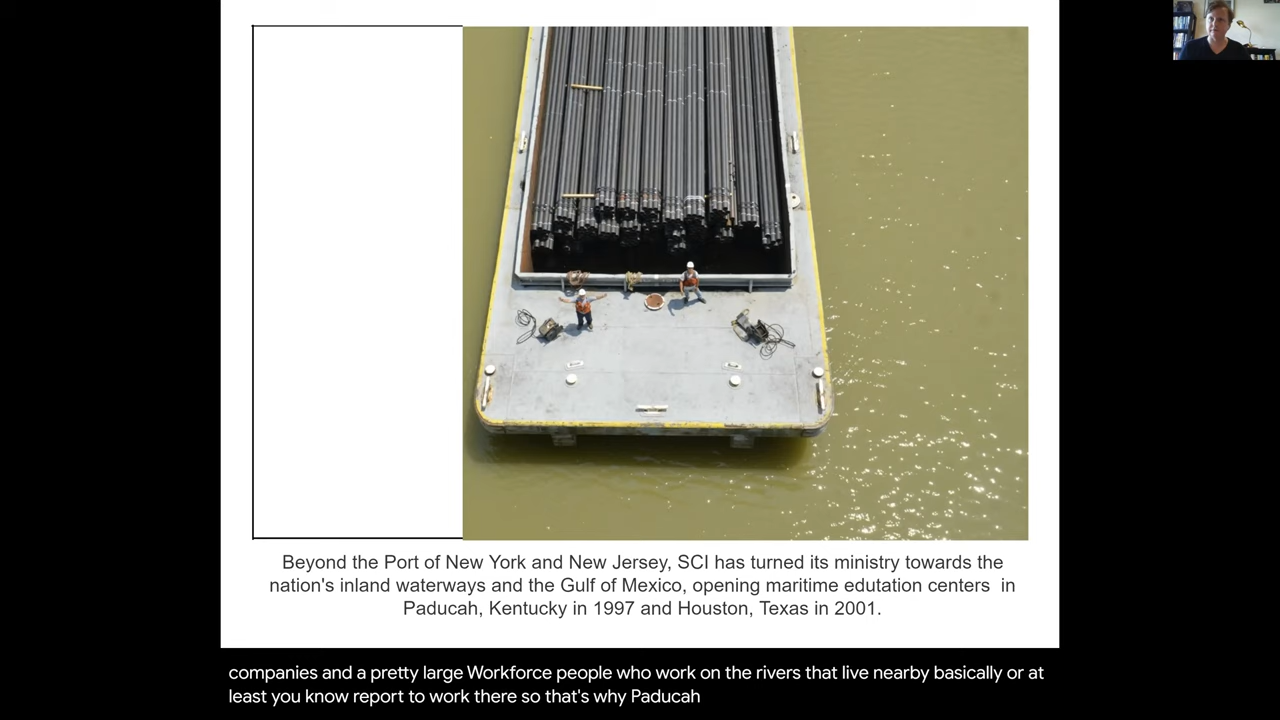 Beyond the Port of New York and New Jersey, SCI has turned its ministry towards the
nation's inland waterways and the Gulf of Mexico, opening maritime edutation centers in
Paducah, Kentucky in 1997 and Houston, Texas in 2001.
companies and a pretty large Workforce people who work on the rivers that live nearby basically or at
least you know report to work there so that's why Paducah